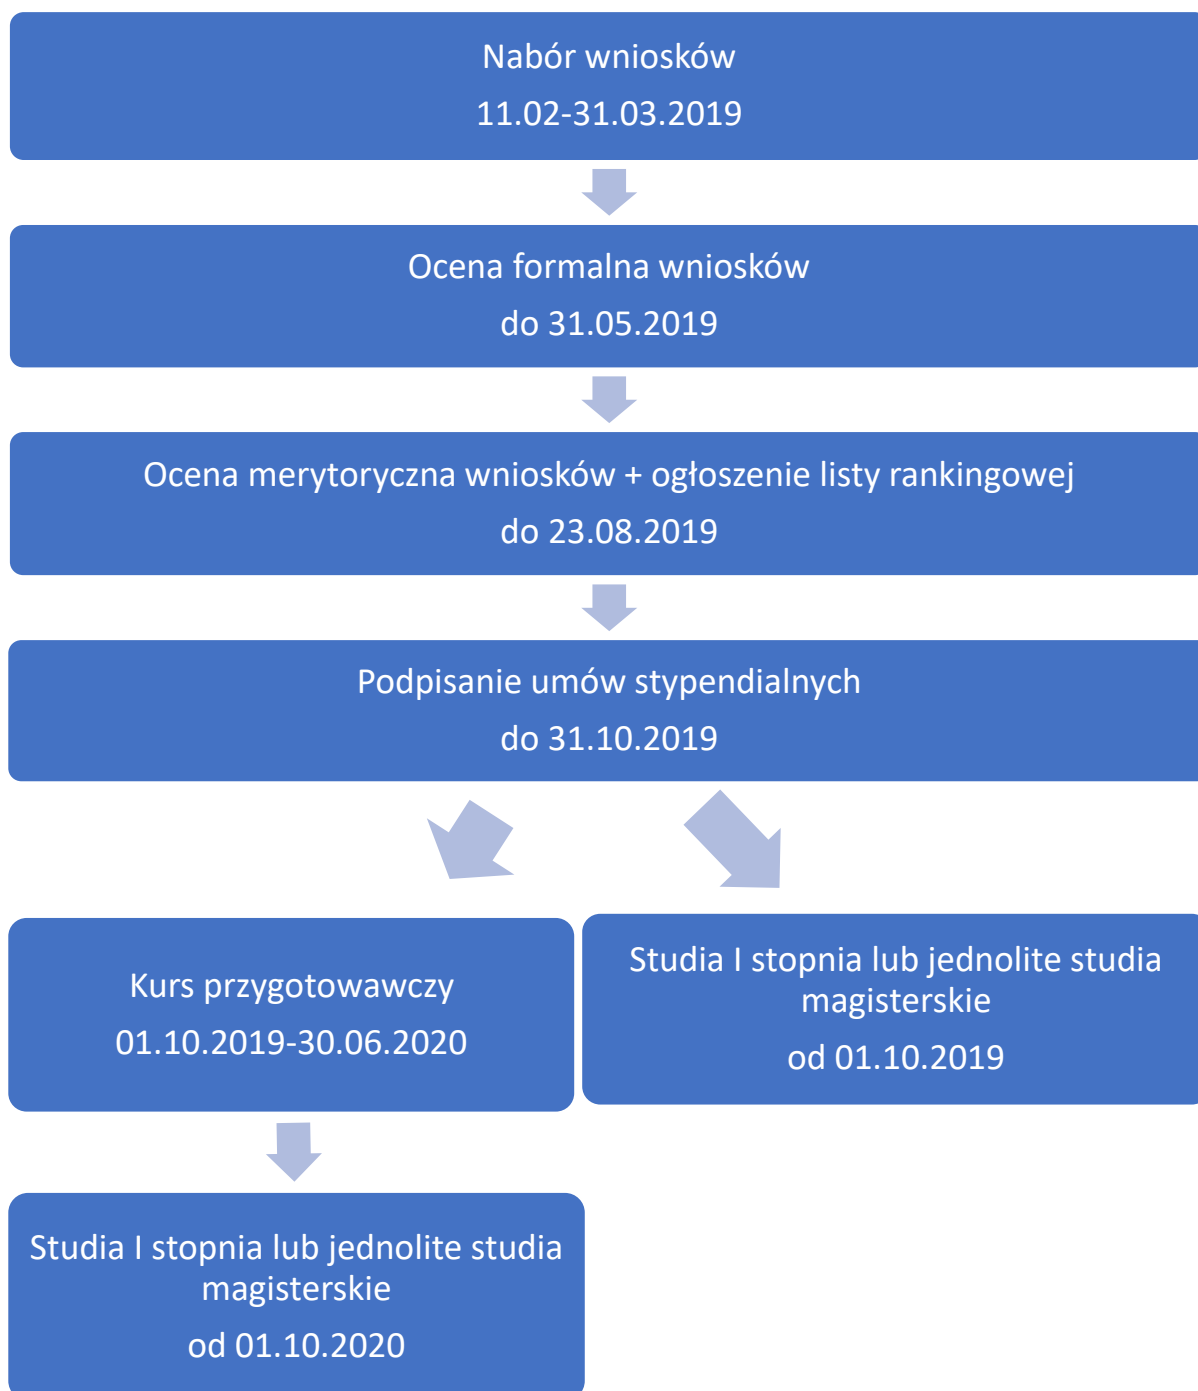 Nabór wniosków
11.02-31.03.2019
Ocena formalna wniosków
do 31.05.2019
Ocena merytoryczna wniosków + ogłoszenie listy rankingowej
do 23.08.2019
Podpisanie umów stypendialnych
do 31.10.2019
Kurs przygotowawczy
01.10.2019-30.06.2020
Studia I stopnia lub jednolite studia
magisterskie
od 01.10.2019
Studia I stopnia lub jednolite studia
magisterskie
od 01.10.2020